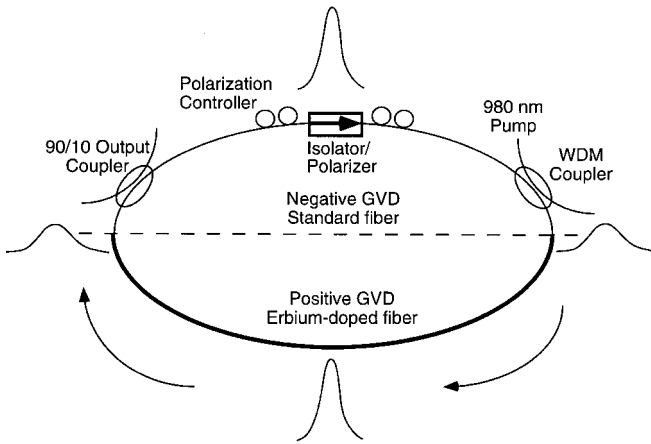 Polarization
Controller
980 nm
Pump
90/10 Output
Coupler
Isolator/
Polarizer
WDM
Coupler
Negative GVD
Standard fiber
Positive GVD
Erbium-doped fiber